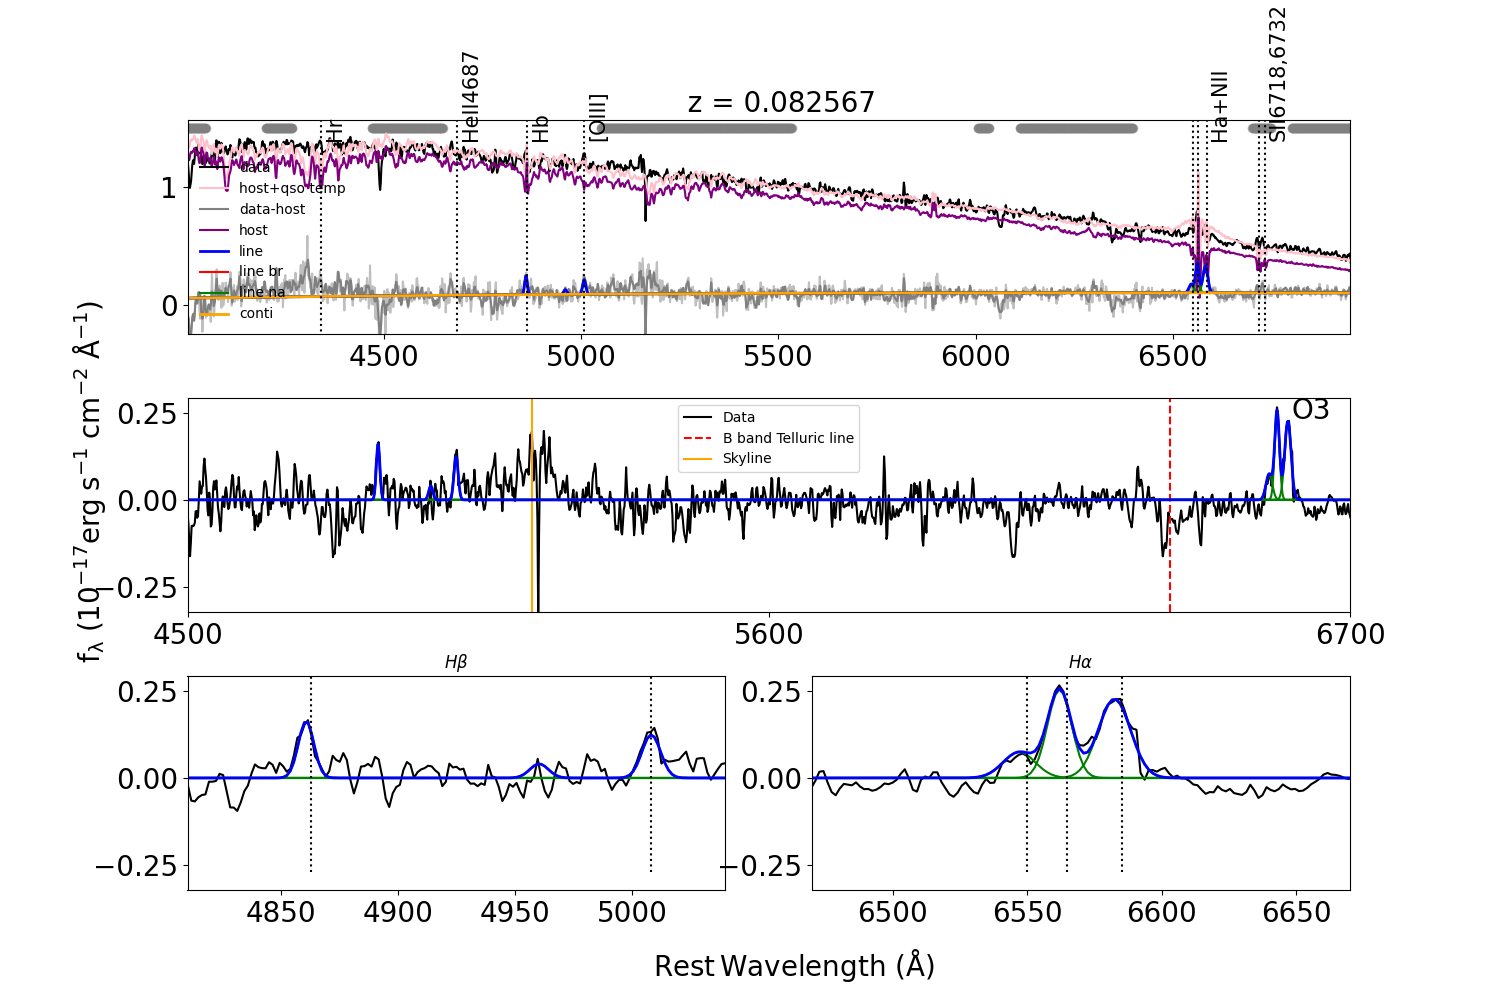 z = 0.082567
Hr
HeII4687
Hb
[OIII]
Ha+NII
SII6718,6732
1
0
data
host+qso temp
data-host
host
line
line br
line na
conti
4500 5000 5500 6000 6500
fλ (10⁻¹⁷erg s⁻¹ cm⁻² Å⁻¹)
0.25
0.00
−0.25
Data
B band Telluric line
Skyline
O3
4500 5600 6700
Hβ
0.25
0.00
−0.25
4850 4900 4950 5000
Hα
0.25
0.00
−0.25
6500 6550 6600 6650
Rest Wavelength (Å)